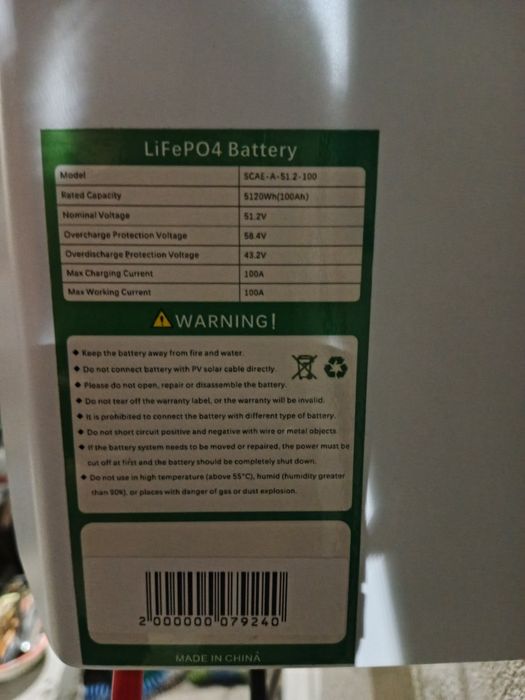 LiFePO4 Battery
Model SCAE-A-51.2-100
Rated Capacity 5120Wh(100Ah)
Nominal Voltage 51.2V
Overcharge Protection Voltage 58.4V
Overdischarge Protection Voltage 43.2V
Max Charging Current 100A
Max Working Current 100A
WARNING!
◆ Keep the battery away from fire and water.
◆ Do not connect battery with PV solar cable directly.
◆ Please do not open, repair or disassemble the battery.
◆ Do not tear off the warranty label, or the warranty will be invalid.
◆ It is prohibited to connect the battery with different type of battery.
◆ Do not short circuit positive and negative with wire or metal objects
◆ If the battery system needs to be moved or repaired, the power must be
cut off at first and the battery should be completely shut down.
◆ Do not use in high temperature (above 55°C), humid (humidity greater
than 90%), or places with danger of gas or dust explosion.
2 000000 079240
MADE IN CHINA